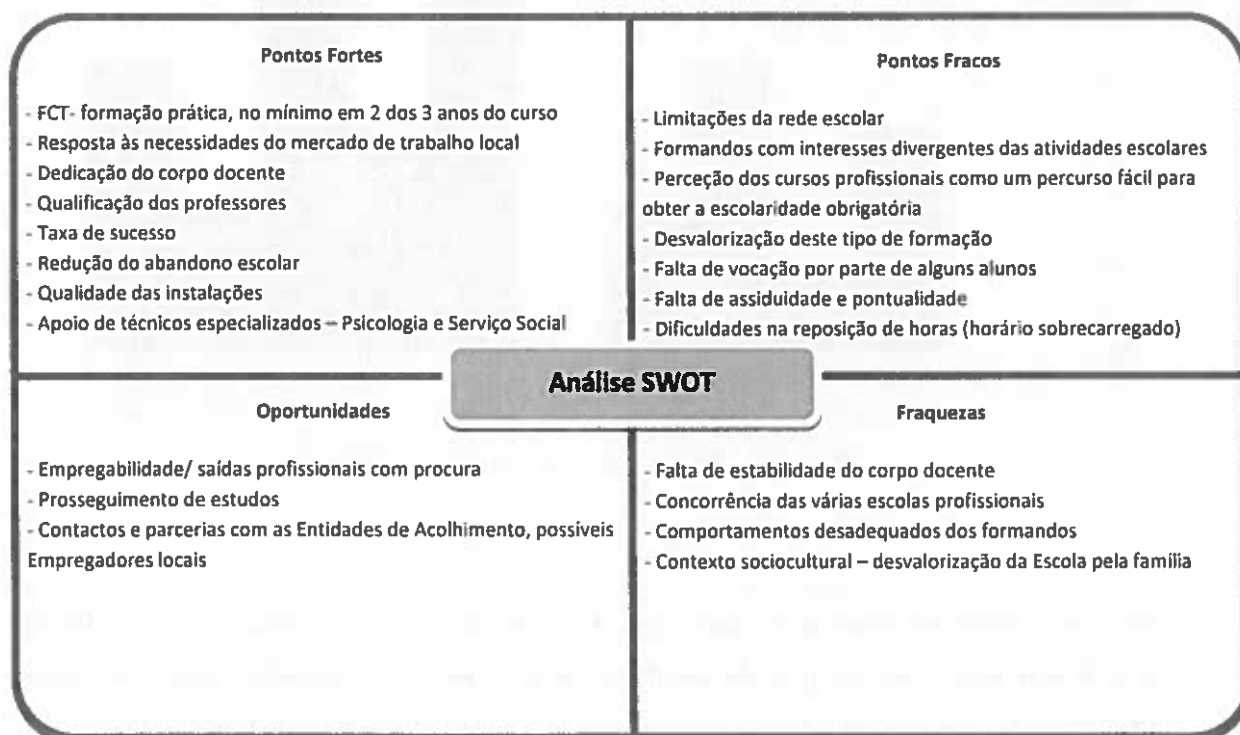 Pontos Fortes
- FCT- formação prática, no mínimo em 2 dos 3 anos do curso
- Resposta às necessidades do mercado de trabalho local
- Dedicação do corpo docente
- Qualificação dos professores
- Taxa de sucesso
- Redução do abandono escolar
- Qualidade das instalações
- Apoio de técnicos especializados – Psicologia e Serviço Social
Pontos Fracos
- Limitações da rede escolar
- Formandos com interesses divergentes das atividades escolares
- Perceção dos cursos profissionais como um percurso fácil para
obter a escolaridade obrigatória
- Desvalorização deste tipo de formação
- Falta de vocação por parte de alguns alunos
- Falta de assiduidade e pontualidade
- Dificuldades na reposição de horas (horário sobrecarregado)
Análise SWOT
Oportunidades
- Empregabilidade/ saídas profissionais com procura
- Prosseguimento de estudos
- Contactos e parcerias com as Entidades de Acolhimento, possíveis
Empregadores locais
Fraquezas
- Falta de estabilidade do corpo docente
- Concorrência das várias escolas profissionais
- Comportamentos desadequados dos formandos
- Contexto sociocultural – desvalorização da Escola pela família